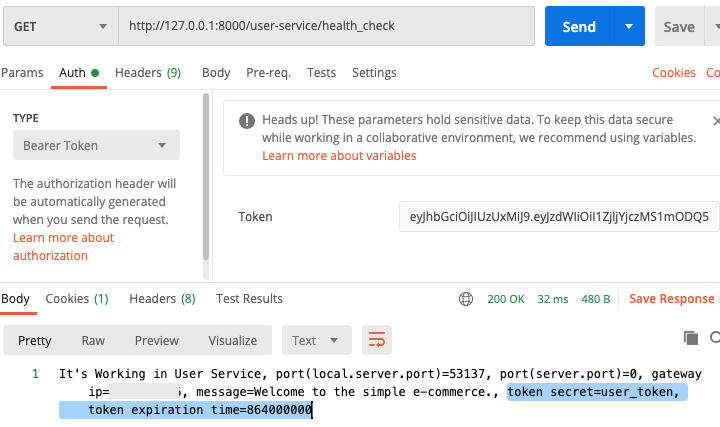 GET http://127.0.0.1:8000/user-service/health_check Send Save
Params Auth Headers (9) Body Pre-req. Tests Settings Cookies Co
TYPE
Bearer Token
The authorization header will
be automatically generated
when you send the request.
Learn more about
authorization
Heads up! These parameters hold sensitive data. To keep this data secure
while working in a collaborative environment, we recommend using variables.
Learn more about variables
Token eyJhbGciOiJIUzUxMiJ9.eyJzdWIiOiI1ZjljYjczMS1mODQ5
Body Cookies (1) Headers (8) Test Results 200 OK 32 ms 480 B Save Response
Pretty Raw Preview Visualize Text
1 It's Working in User Service, port(local.server.port)=53137, port(server.port)=0, gateway
ip= 5, message=Welcome to the simple e-commerce., token secret=user_token,
token expiration time=864000000